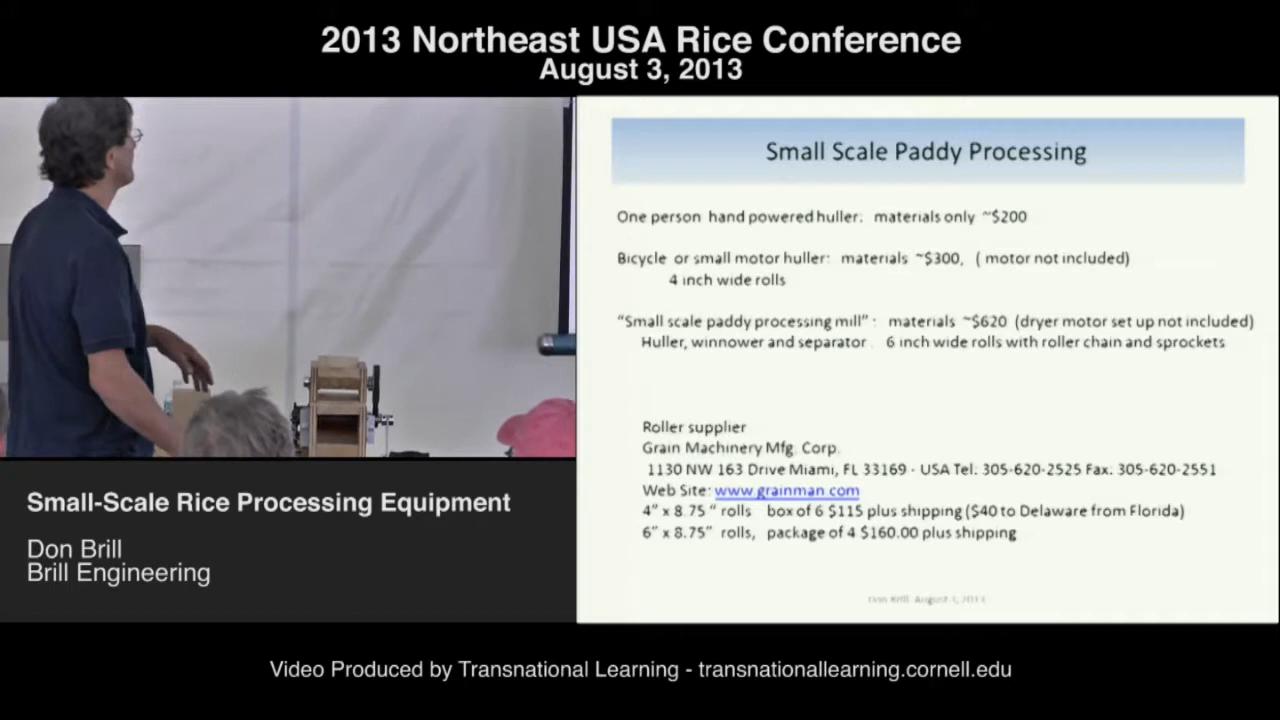 2013 Northeast USA Rice Conference
August 3, 2013
Small Scale Paddy Processing
One person hand powered huller: materials only ~$200
Bicycle or small motor huller: materials ~$300, ( motor not included)
4 inch wide rolls
“Small scale paddy processing mill” : materials ~$620 (dryer motor set up not included)
Huller, winnower and separator . 6 inch wide rolls with roller chain and sprockets
Roller supplier
Grain Machinery Mfg. Corp.
1130 NW 163 Drive Miami, FL 33169 - USA Tel: 305-620-2525 Fax: 305-620-2551
Web Site: www.grainman.com
4” x 8.75 “ rolls box of 6 $115 plus shipping ($40 to Delaware from Florida)
6” x 8.75” rolls, package of 4 $160.00 plus shipping
Don Brill August 3, 2013
Small-Scale Rice Processing Equipment
Don Brill
Brill Engineering
Video Produced by Transnational Learning - transnationallearning.cornell.edu